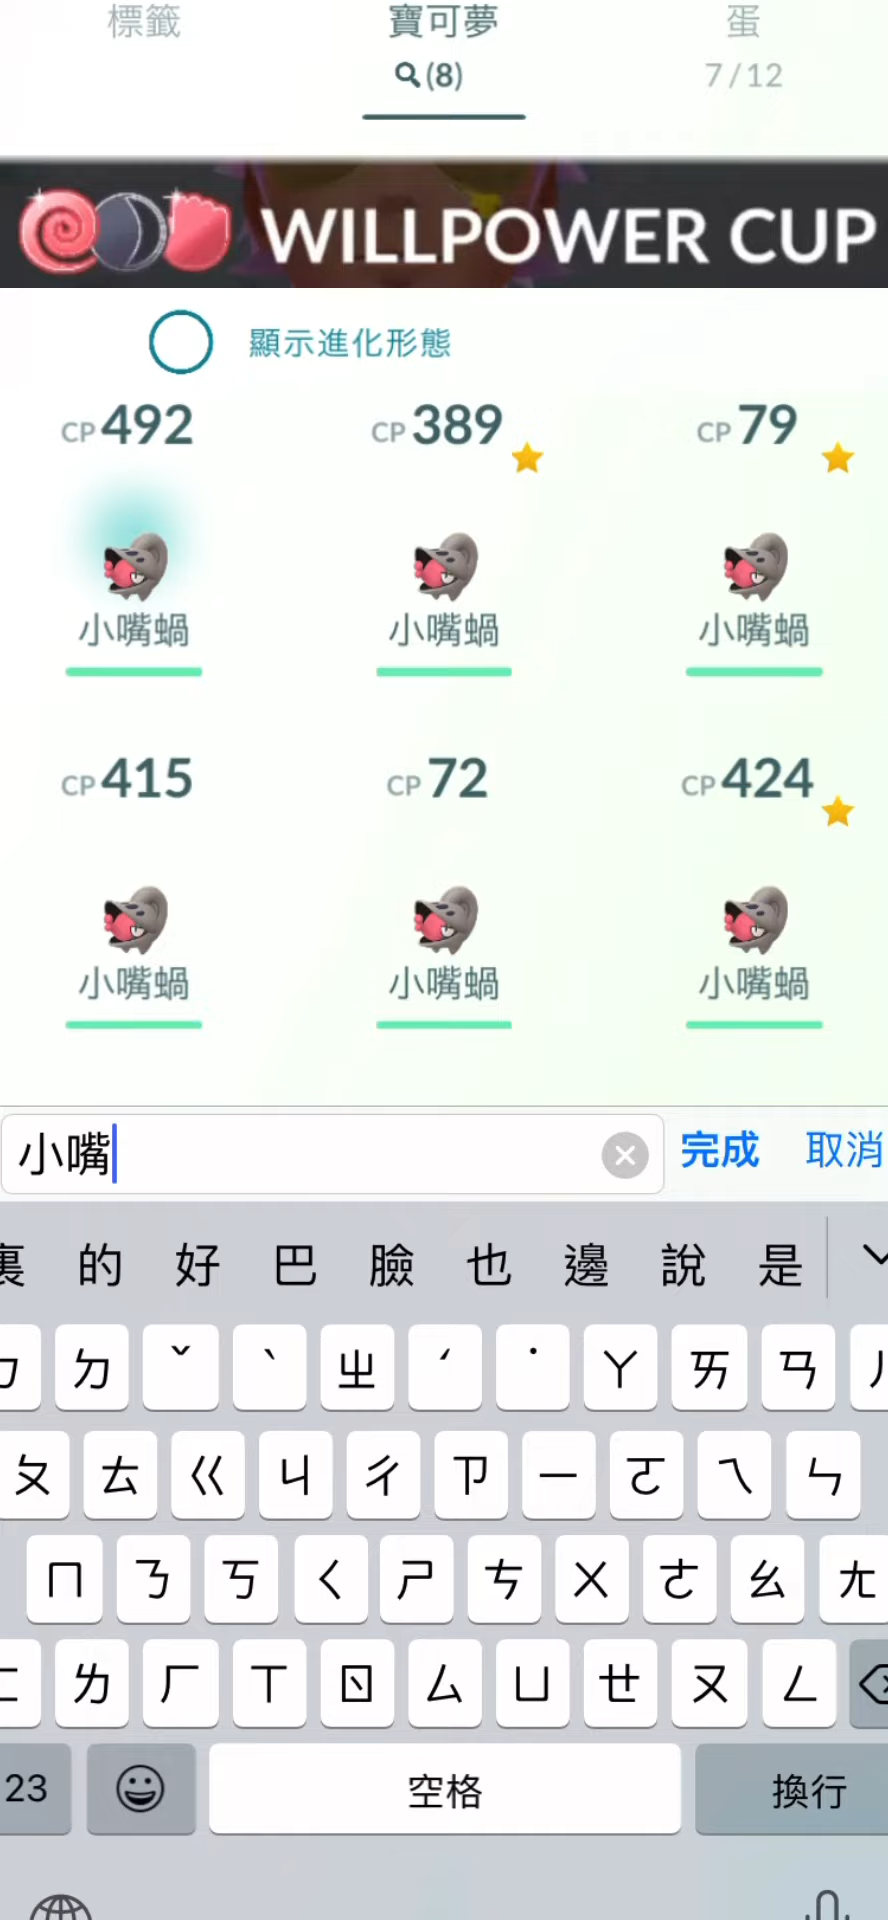 標籤 寶可夢 蛋
(8) 7/12
WILLPOWER CUP
顯示進化形態
CP492 CP389 CP79
小嘴蝸 小嘴蝸 小嘴蝸
CP415 CP72 CP424
小嘴蝸 小嘴蝸 小嘴蝸
小嘴 完成 取消
裏 的 好 巴 臉 也 邊 說 是
ㄅ ㄉ ˇ ˋ ㄓ ˊ ˙ ㄚ ㄞ ㄢ ㄦ
ㄆ ㄊ ㄍ ㄐ ㄔ ㄗ 一 ㄛ ㄟ ㄣ
ㄇ ㄋ ㄎ ㄑ ㄕ ㄘ ㄨ ㄜ ㄠ ㄤ
ㄈ ㄌ ㄏ ㄒ ㄖ ㄙ ㄩ ㄝ ㄡ ㄥ
23 空格 換行